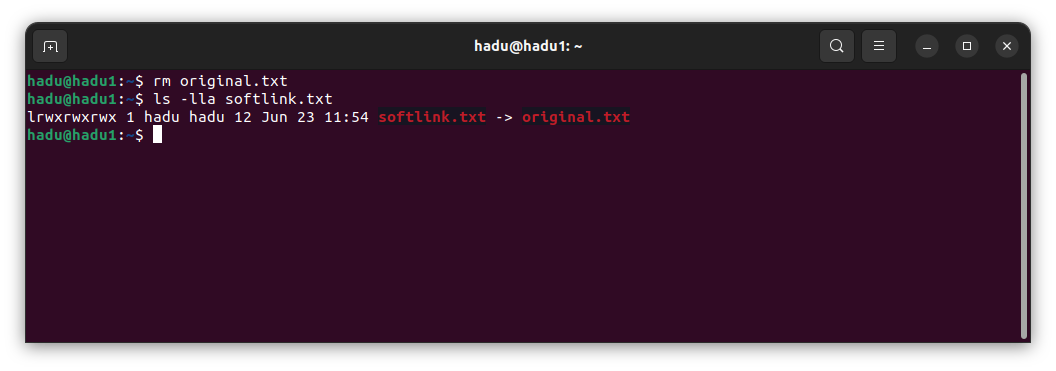 hadu@hadu1: ~
hadu@hadu1:~$ rm original.txt
hadu@hadu1:~$ ls -lla softlink.txt
lrwxrwxrwx 1 hadu hadu 12 Jun 23 11:54 softlink.txt -> original.txt
hadu@hadu1:~$